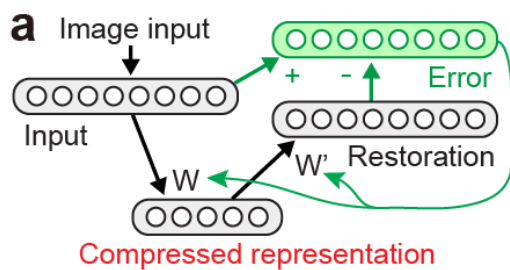 a
Image input
+ - Error
Input
Restoration
W W'
Compressed representation